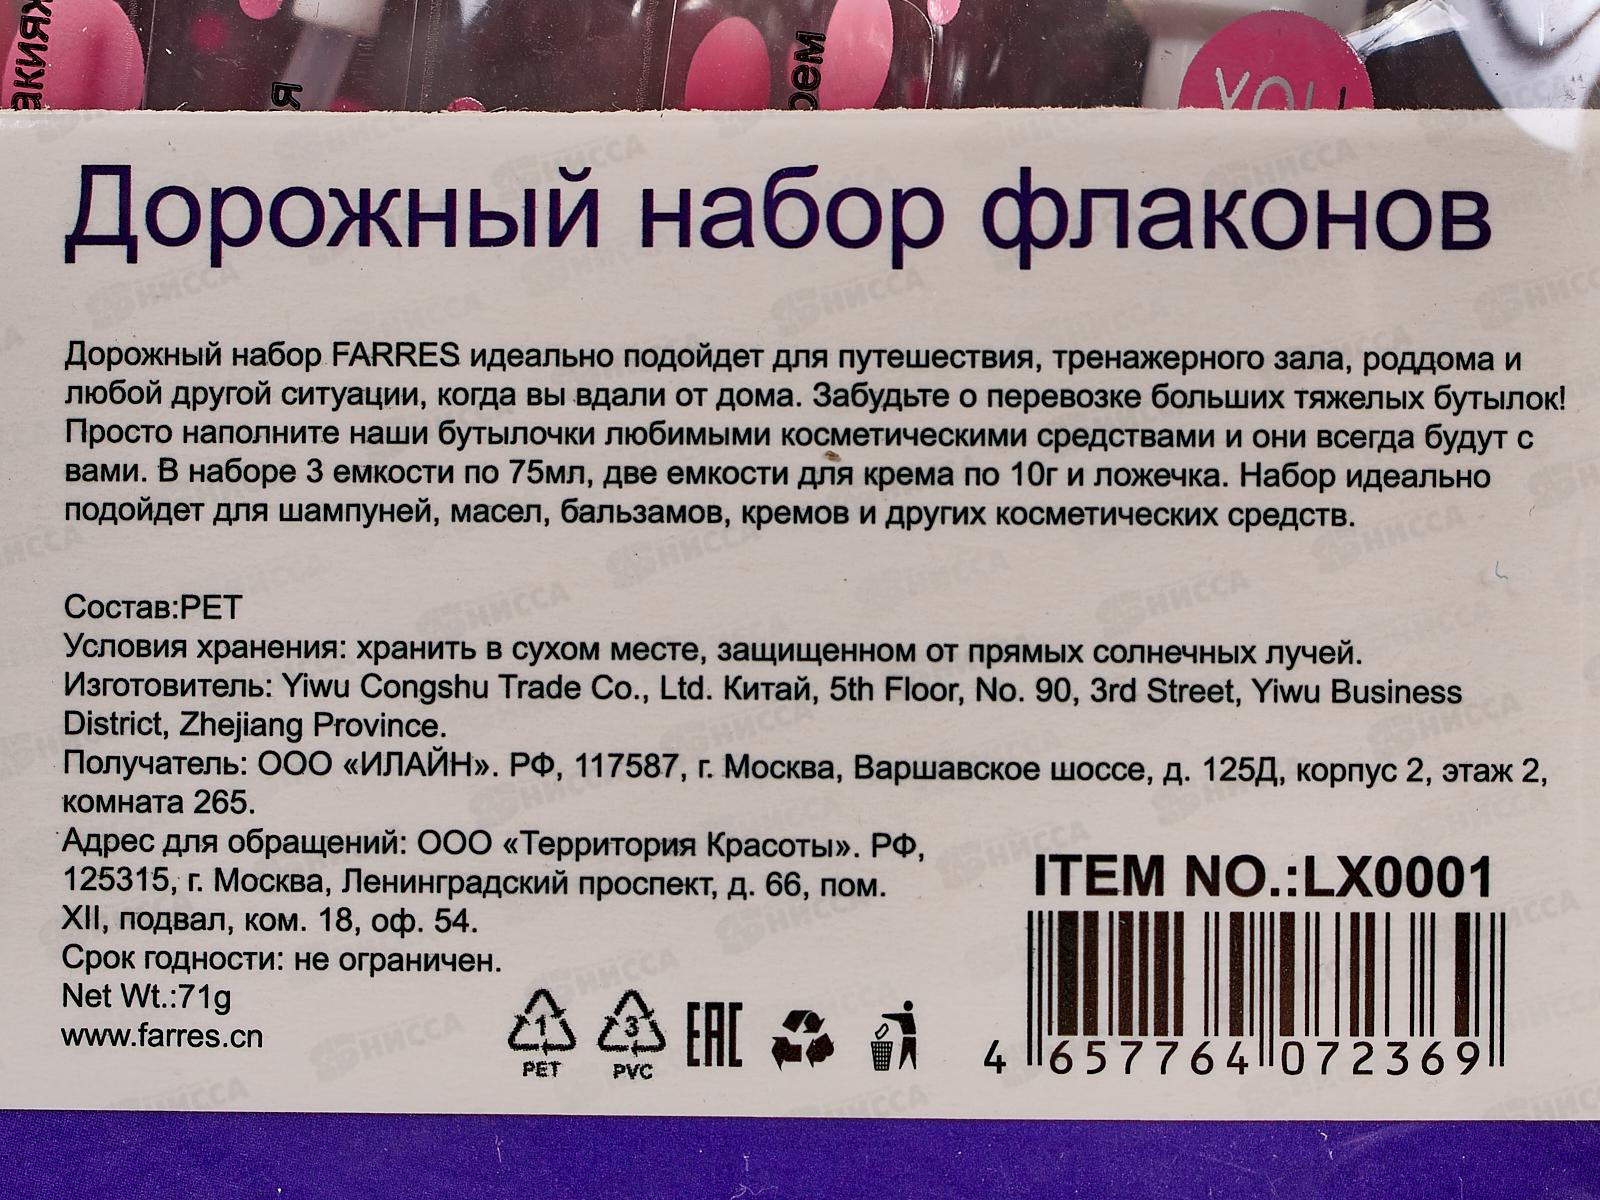 YOU
Дорожный набор флаконов
Дорожный набор FARRES идеально подойдет для путешествия, тренажерного зала, роддома и
любой другой ситуации, когда вы вдали от дома. Забудьте о перевозке больших тяжелых бутылок!
Просто наполните наши бутылочки любимыми косметическими средствами и они всегда будут с
вами. В наборе 3 емкости по 75мл, две емкости для крема по 10г и ложечка. Набор идеально
подойдет для шампуней, масел, бальзамов, кремов и других косметических средств.
Состав:PET
Условия хранения: хранить в сухом месте, защищенном от прямых солнечных лучей.
Изготовитель: Yiwu Congshu Trade Co., Ltd. Китай, 5th Floor, No. 90, 3rd Street, Yiwu Business
District, Zhejiang Province.
Получатель: ООО «ИЛАЙН». РФ, 117587, г. Москва, Варшавское шоссе, д. 125Д, корпус 2, этаж 2,
комната 265.
Адрес для обращений: ООО «Территория Красоты». РФ,
125315, г. Москва, Ленинградский проспект, д. 66, пом.
XII, подвал, ком. 18, оф. 54.
Срок годности: не ограничен.
Net Wt.:71g
www.farres.cn
1
PET
3
PVC
EAC
ITEM NO.:LX0001
4 657764 072369